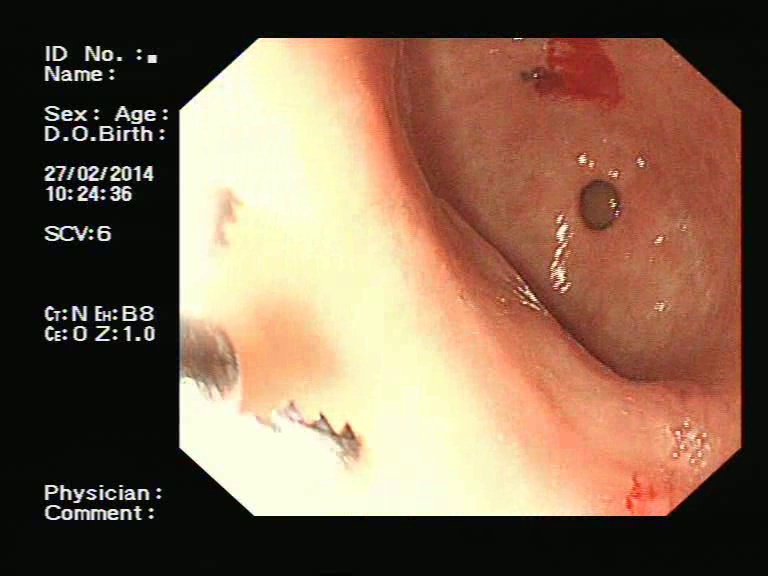 ID No. :
Name:
Sex: Age:
D.O.Birth:
27/02/2014
10:24:36
SCV:6
CT:N EH:B8
CE:0 Z:1.0
Physician:
Comment: